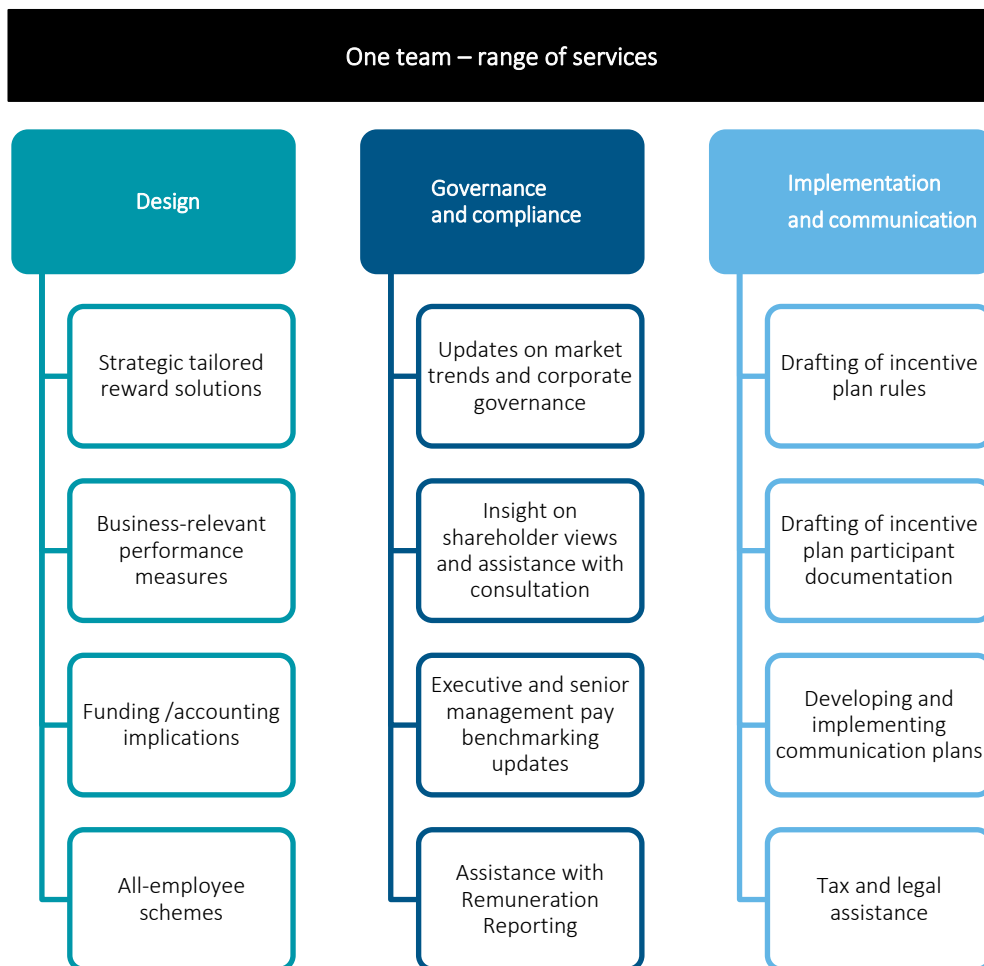 One team – range of services
Design
Strategic tailored
reward solutions
Business-relevant
performance
measures
Funding /accounting
implications
All-employee
schemes
Governance
and compliance
Updates on market
trends and corporate
governance
Insight on
shareholder views
and assistance with
consultation
Executive and senior
management pay
benchmarking
updates
Assistance with
Remuneration
Reporting
Implementation
and communication
Drafting of incentive
plan rules
Drafting of incentive
plan participant
documentation
Developing and
implementing
communication plans
Tax and legal
assistance